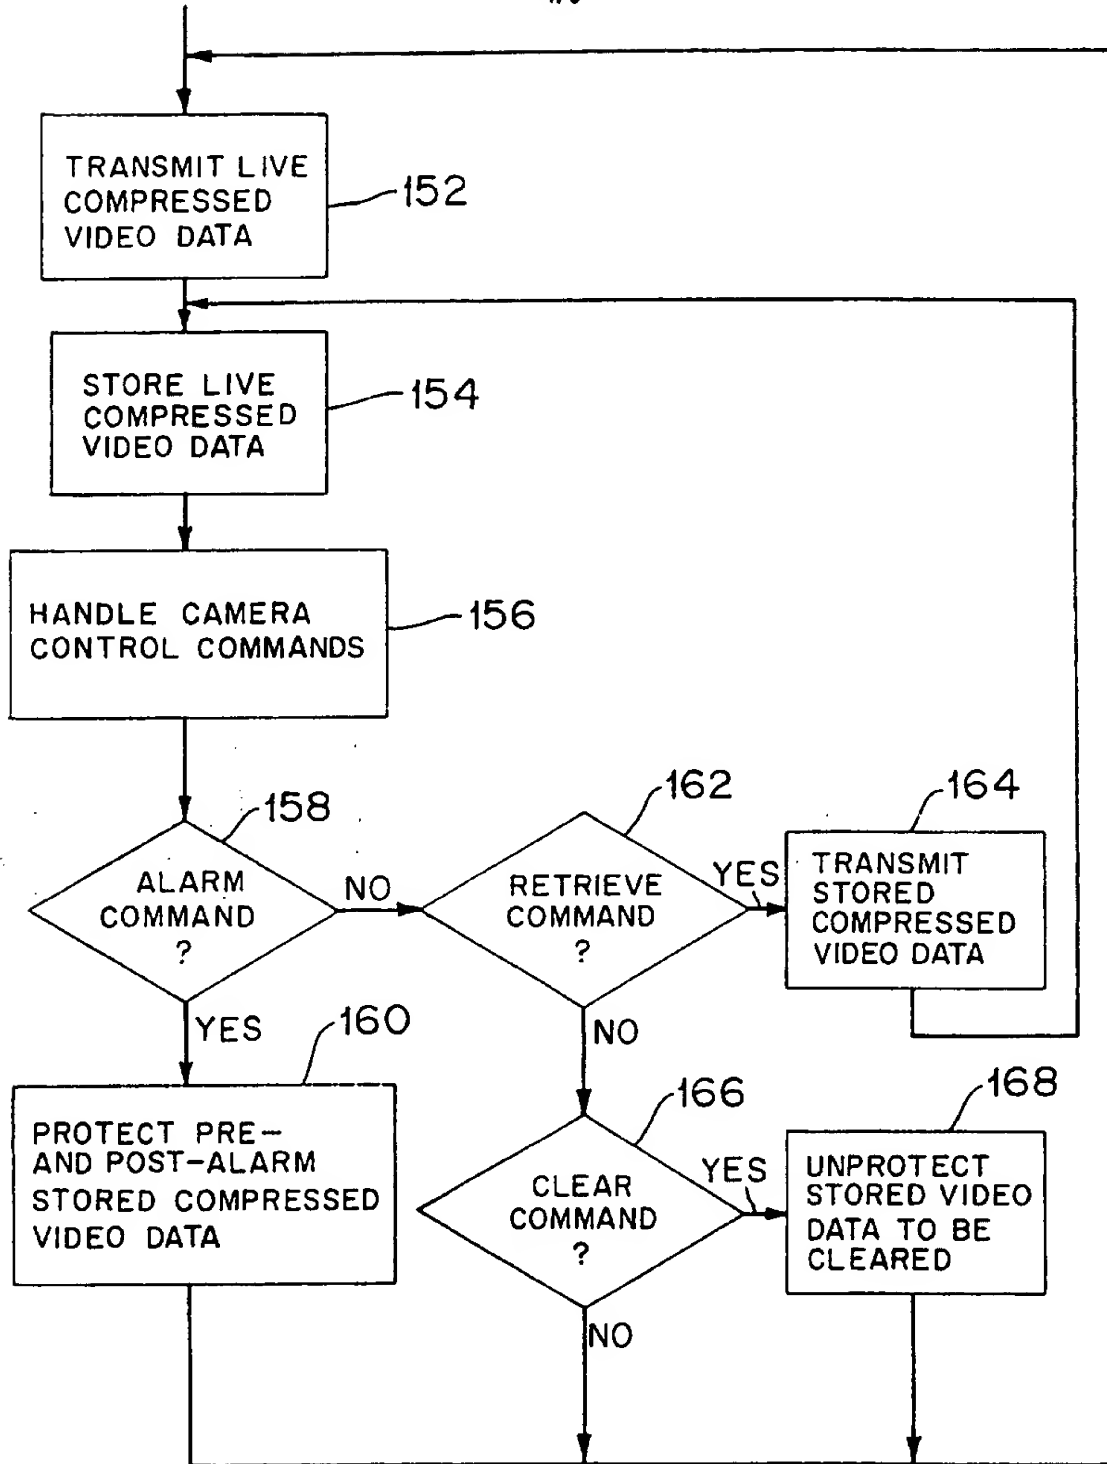 TRANSMIT LIVE
COMPRESSED
VIDEO DATA
152
STORE LIVE
COMPRESSED
VIDEO DATA
154
HANDLE CAMERA
CONTROL COMMANDS
156
ALARM
COMMAND
?
158
NO
YES
RETRIEVE
COMMAND
?
162
YES
NO
TRANSMIT
STORED
COMPRESSED
VIDEO DATA
164
PROTECT PRE-
AND POST-ALARM
STORED COMPRESSED
VIDEO DATA
160
CLEAR
COMMAND
?
166
YES
NO
UNPROTECT
STORED VIDEO
DATA TO BE
CLEARED
168